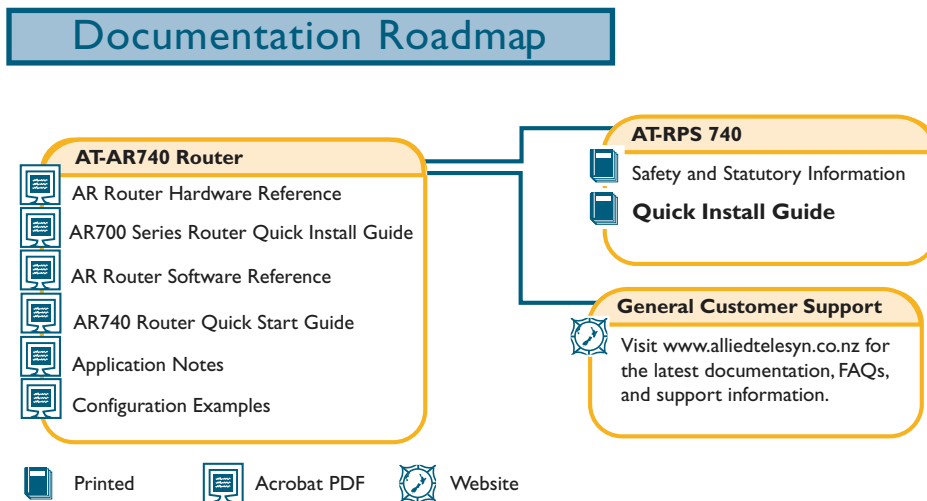 Documentation Roadmap
AT-AR740 Router
AR Router Hardware Reference
AR700 Series Router Quick Install Guide
AR Router Software Reference
AR740 Router Quick Start Guide
Application Notes
Configuration Examples
AT-RPS 740
Safety and Statutory Information
Quick Install Guide
General Customer Support
Visit www.alliedtelesyn.co.nz for
the latest documentation, FAQs,
and support information.
Printed
Acrobat PDF
Website